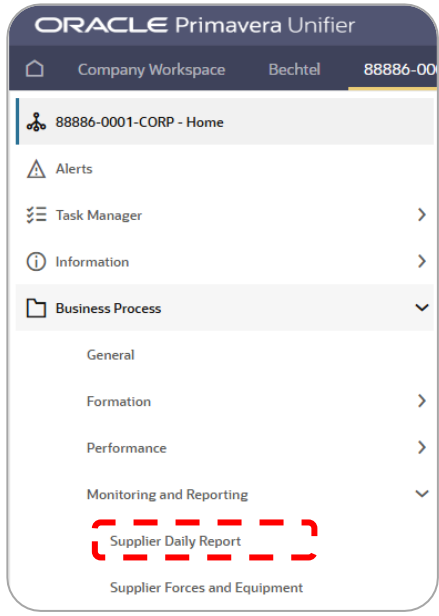 ORACLE Primavera Unifier
Company Workspace Bechtel 88886-00
88886-0001-CORP - Home
Alerts
Task Manager
Information
Business Process
General
Formation
Performance
Monitoring and Reporting
Supplier Daily Report
Supplier Forces and Equipment